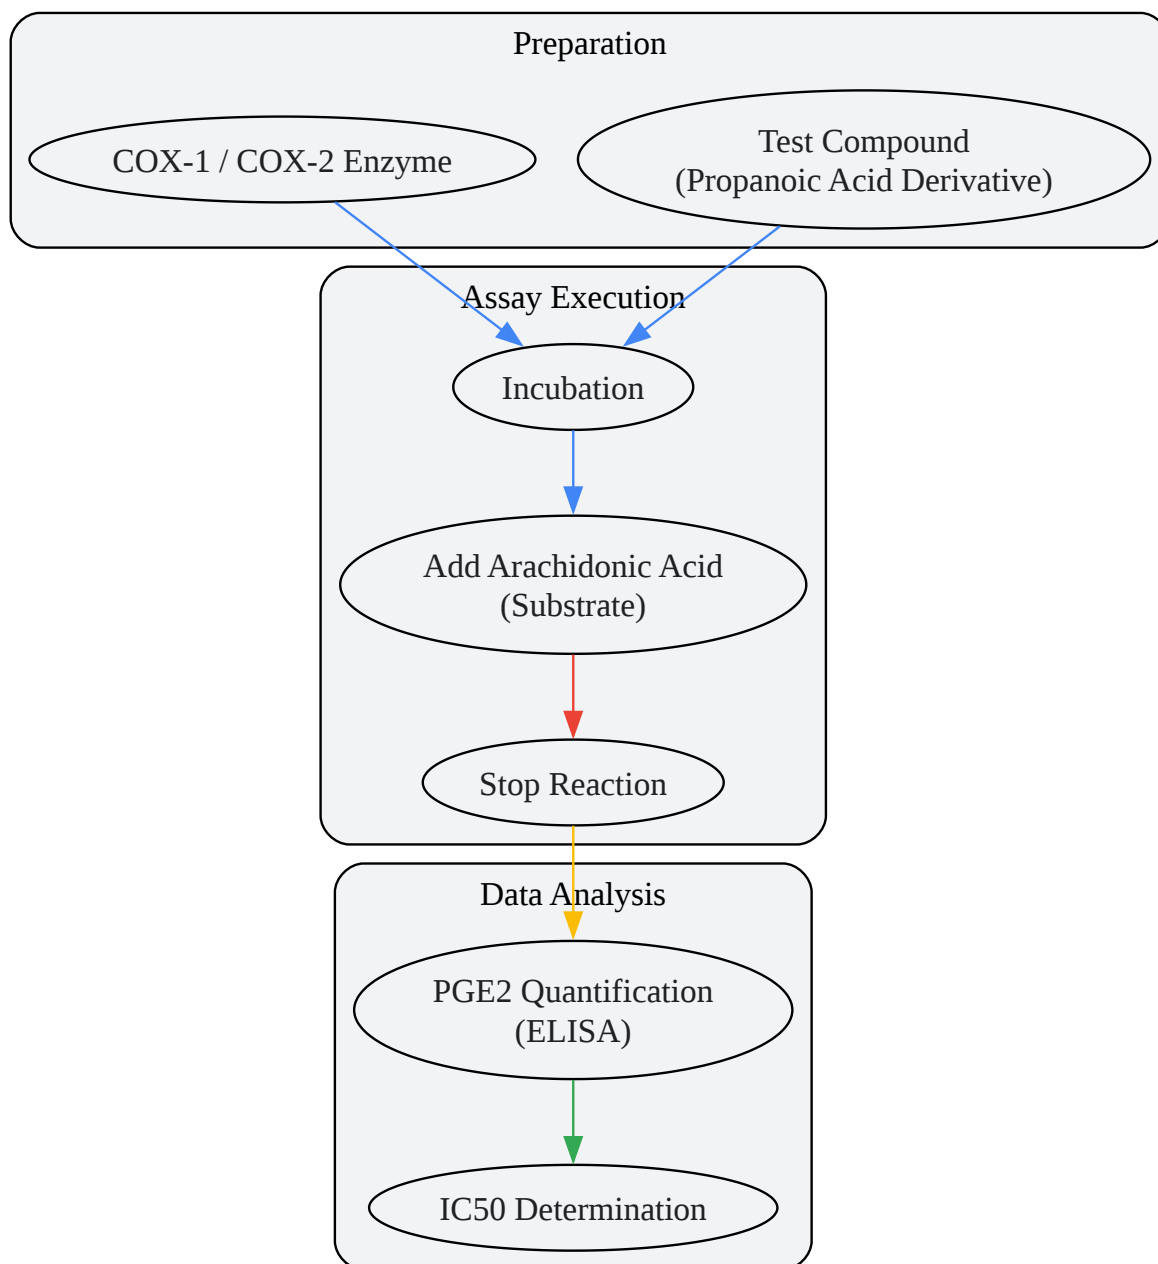 Preparation
COX-1 / COX-2 Enzyme
Test Compound
(Propanoic Acid Derivative)
Assay Execution
Incubation
Add Arachidonic Acid
(Substrate)
Stop Reaction
Data Analysis
PGE2 Quantification
(ELISA)
IC50 Determination